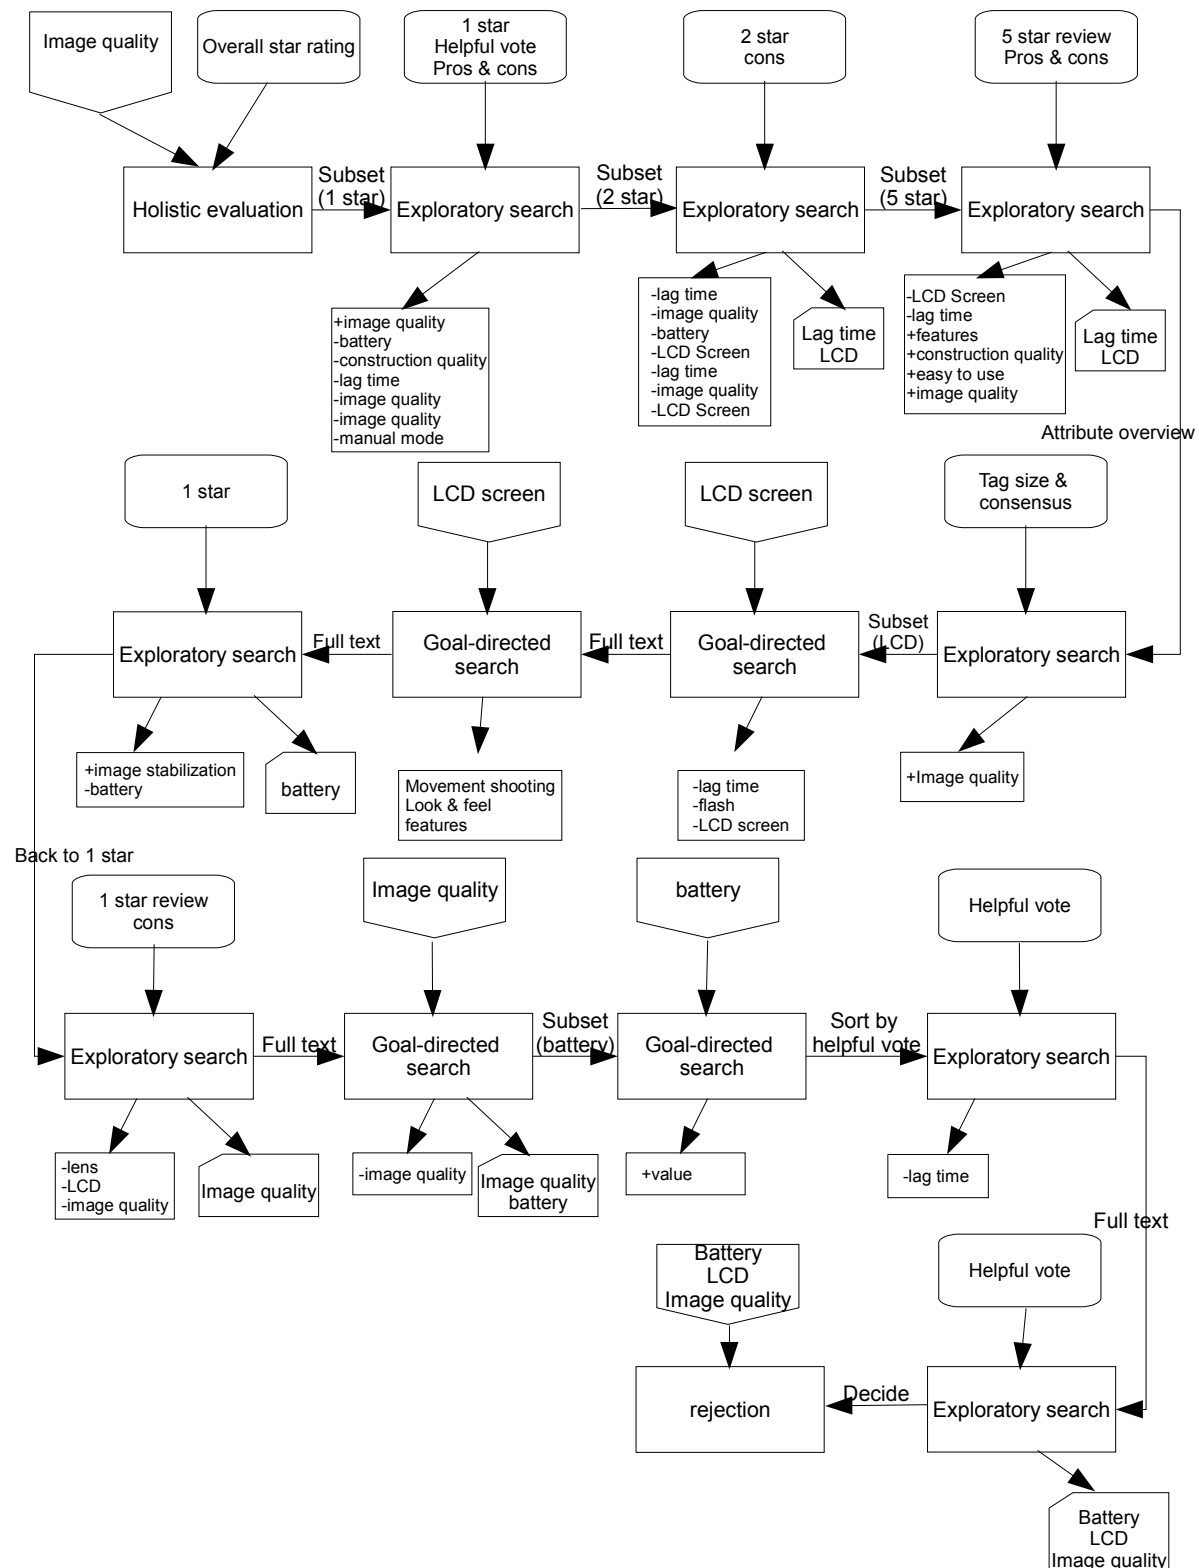 Image quality
Overall star rating
1 star
Helpful vote
Pros & cons
2 star
cons
5 star review
Pros & cons
Holistic evaluation
Subset
(1 star)
Exploratory search
Subset
(2 star)
Exploratory search
Subset
(5 star)
Exploratory search
+image quality
-battery
-construction quality
-lag time
-image quality
-image quality
-manual mode
-lag time
-image quality
-battery
-LCD Screen
-lag time
-image quality
-LCD Screen
Lag time
LCD
-LCD Screen
-lag time
+features
+construction quality
+easy to use
+image quality
Lag time
LCD
Attribute overview
1 star
LCD screen
LCD screen
Tag size &
consensus
Exploratory search
Full text
Goal-directed
search
Full text
Goal-directed
search
Subset
(LCD)
Exploratory search
+image stabilization
-battery
battery
Movement shooting
Look & feel
features
-lag time
-flash
-LCD screen
+Image quality
Back to 1 star
1 star review
cons
Image quality
battery
Helpful vote
Exploratory search
Full text
Goal-directed
search
Subset
(battery)
Goal-directed
search
Sort by
helpful vote
Exploratory search
-lens
-LCD
-image quality
Image quality
-image quality
Image quality
battery
+value
-lag time
Full text
Battery
LCD
Image quality
Helpful vote
rejection
Decide
Exploratory search
Battery
LCD
Image quality